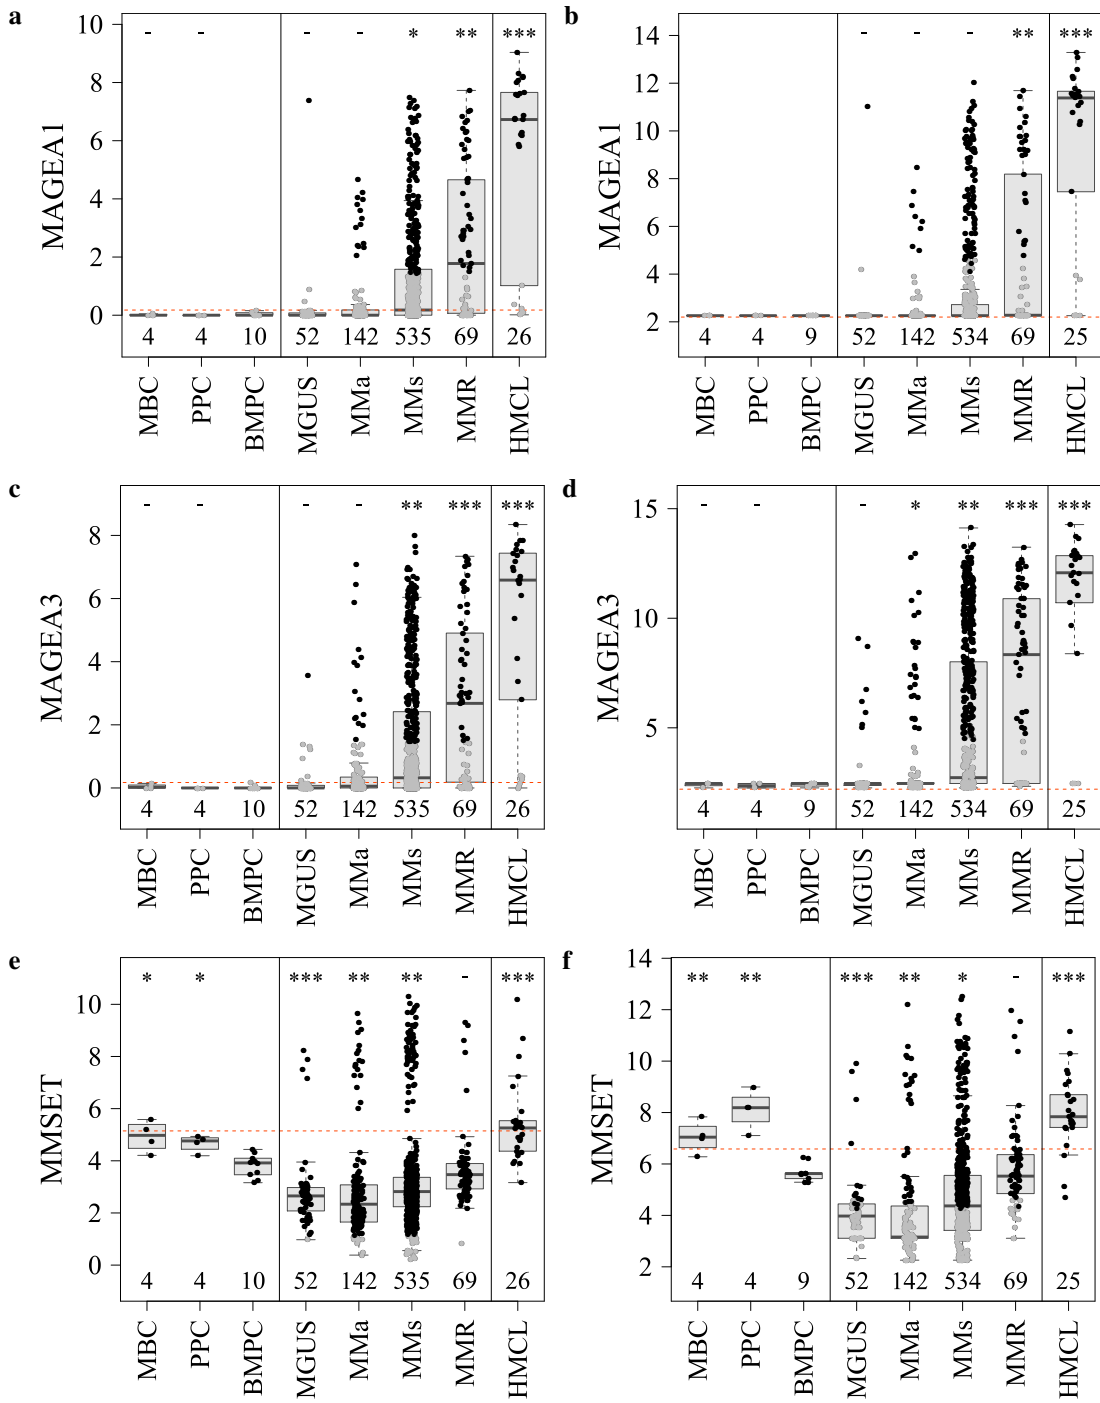 a
10
8
6
4
2
0
MAGEA1
- - - - * ** ***
4 4 10 52 142 535 69 26
MBC PPC BMPC MGUS MMa MMs MMR HMCL
b
14
12
10
8
6
4
2
MAGEA1
- - - - ** ***
4 4 9 52 142 534 69 25
MBC PPC BMPC MGUS MMa MMs MMR HMCL
c
8
6
4
2
0
MAGEA3
- - - - ** *** ***
4 4 10 52 142 535 69 26
MBC PPC BMPC MGUS MMa MMs MMR HMCL
d
15
10
5
MAGEA3
- - - * ** *** ***
4 4 9 52 142 534 69 25
MBC PPC BMPC MGUS MMa MMs MMR HMCL
e
10
8
6
4
2
0
MMSET
* * *** ** ** - ***
4 4 10 52 142 535 69 26
MBC PPC BMPC MGUS MMa MMs MMR HMCL
f
14
12
10
8
6
4
2
MMSET
** ** *** ** * - ***
4 4 9 52 142 534 69 25
MBC PPC BMPC MGUS MMa MMs MMR HMCL